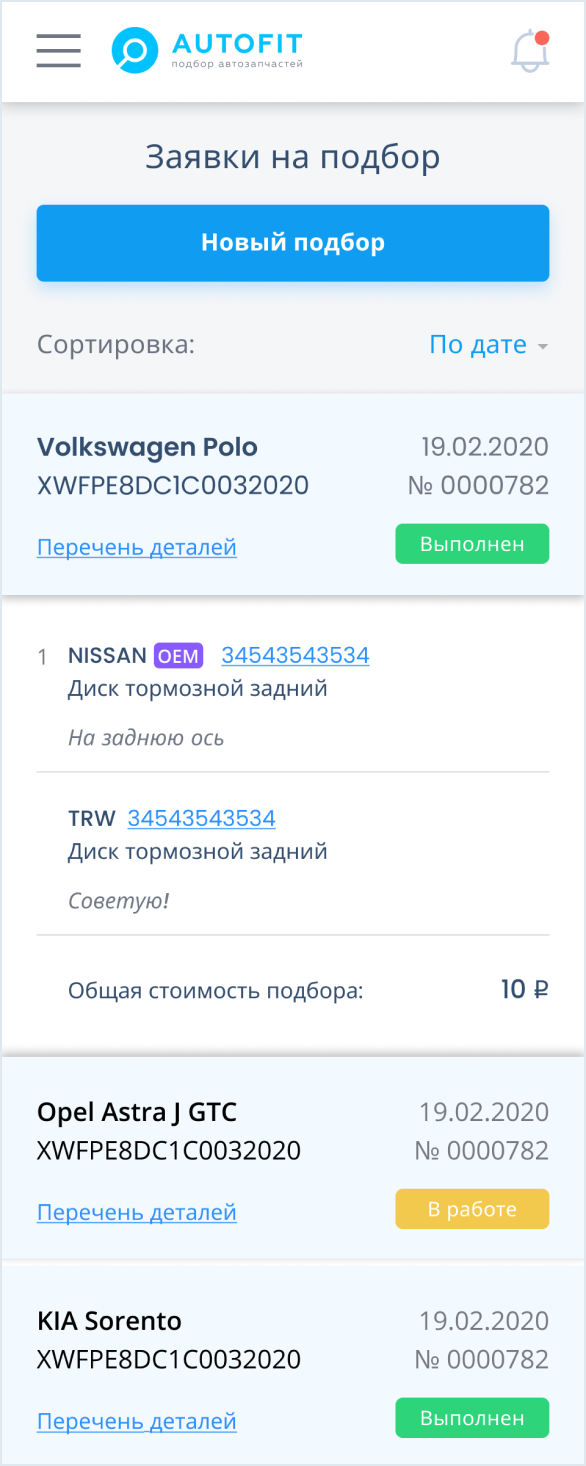 AUTOFIT
подбор автозапчастей
Заявки на подбор
Новый подбор
Сортировка: По дате
Volkswagen Polo 19.02.2020
XWFPE8DC1C0032020 № 0000782
Перечень деталей Выполнен
1 NISSAN OEM 34543543534
Диск тормозной задний
На заднюю ось
TRW 34543543534
Диск тормозной задний
Советую!
Общая стоимость подбора: 10 ₽
Opel Astra J GTC 19.02.2020
XWFPE8DC1C0032020 № 0000782
Перечень деталей В работе
KIA Sorento 19.02.2020
XWFPE8DC1C0032020 № 0000782
Перечень деталей Выполнен